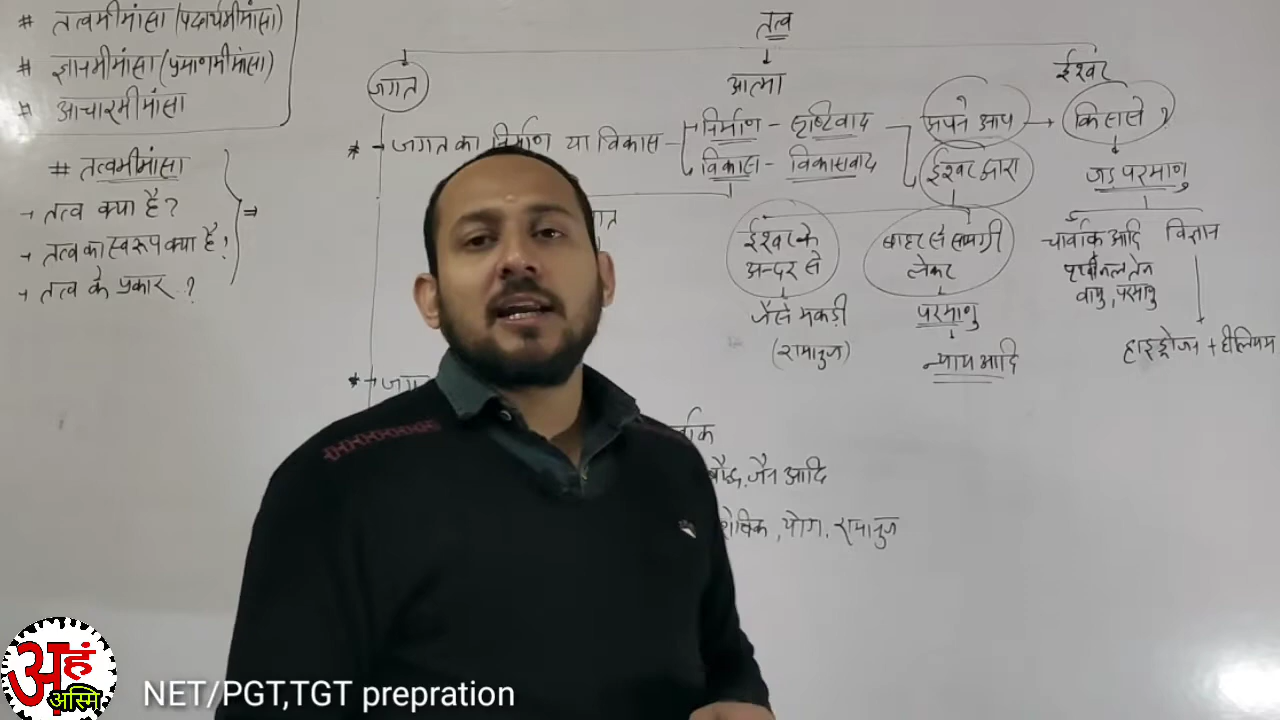 # तत्वमीमांसा (पदार्थमीमांसा)
# ज्ञानमीमांसा (प्रमाणमीमांसा)
# आचारमीमांसा
# तत्वमीमांसा
→ तत्व क्या है?
→ तत्व का स्वरूप क्या है?
→ तत्व के प्रकार ?
⇒
तत्व
जगत
आत्मा
ईश्वर
* → जगत का निर्माण या विकास
निर्माण - सृष्टिवाद
विकास - विकासवाद
अपने आप → किससे ?
ईश्वर द्वारा
जड़ परमाणु
ईश्वर के
अन्दर से
जैसे मकड़ी
(रामानुज)
बाहर से सामग्री
लेकर
परमाणु
न्याय आदि
चार्वाक आदि
पृथ्वी जल तेज
वायु, परमाणु
विज्ञान
हाइड्रोजन + हीलियम
* → जग
र्वाक
बौद्ध, जैन आदि
शेषिक, योग, रामानुज
अहं
अस्मि
NET/PGT,TGT prepration